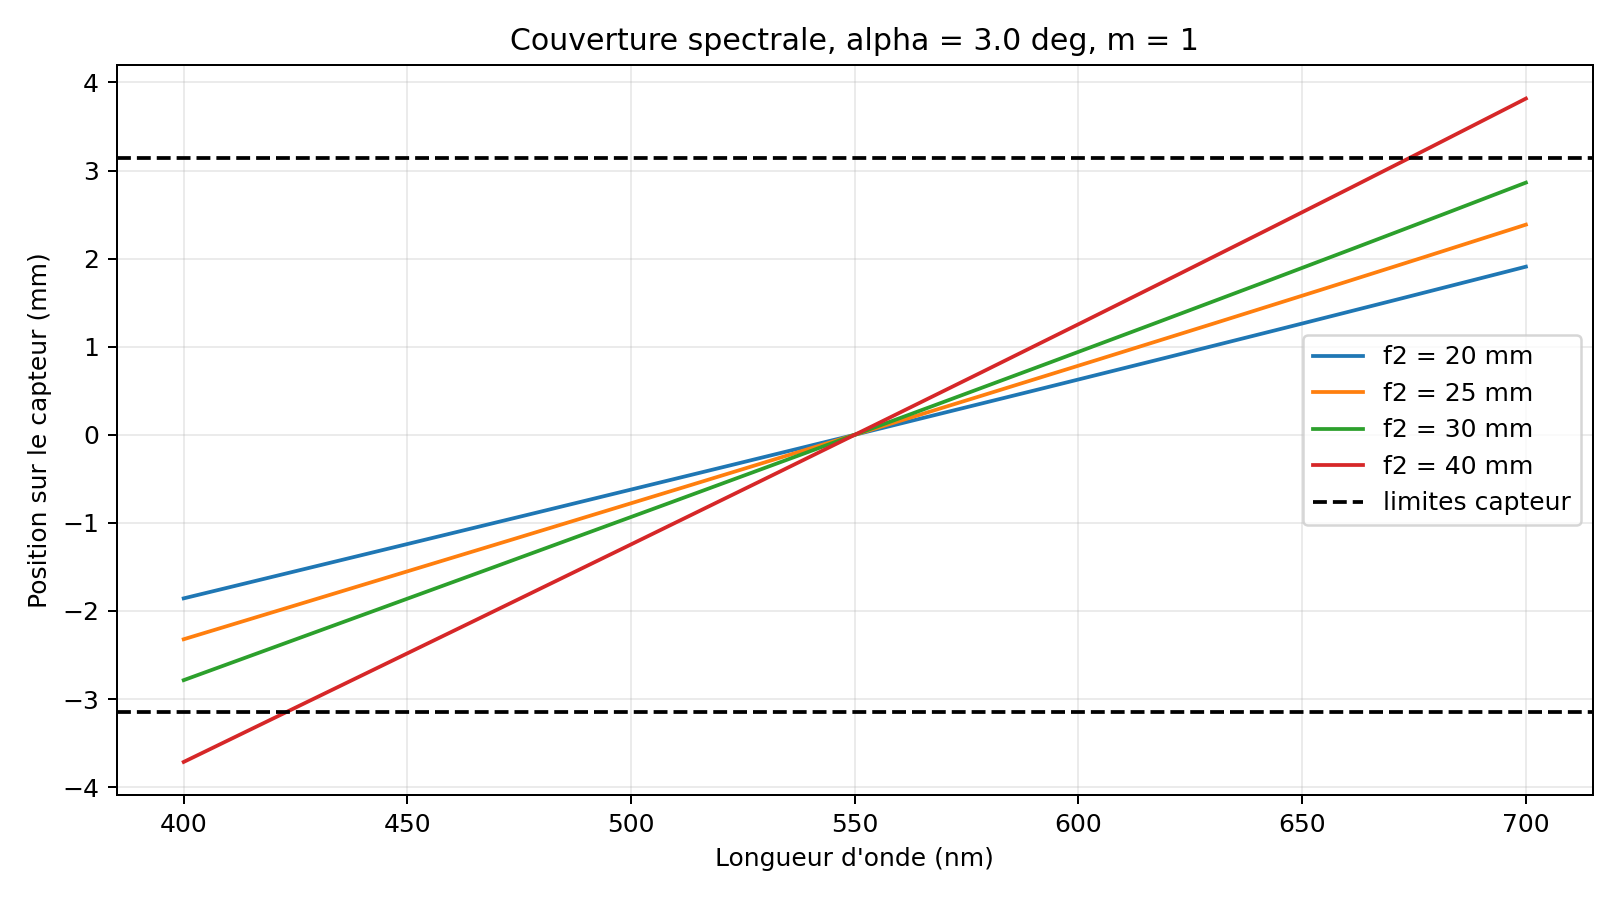 Couverture spectrale, alpha = 3.0 deg, m = 1
Position sur le capteur (mm)
4
3
2
1
0
−1
−2
−3
−4
f2 = 20 mm
f2 = 25 mm
f2 = 30 mm
f2 = 40 mm
limites capteur
400 450 500 550 600 650 700
Longueur d'onde (nm)